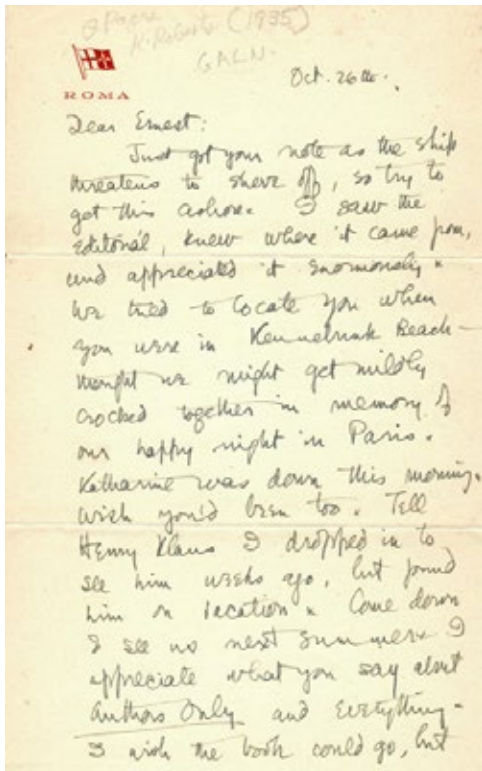 (1935)
K. Roberts
GALN.
ROMA
Oct. 26th.
Dear Ernest:
Just got your note as the ship
threatens to shove off, so try to
get this ashore. I saw the
editorial, knew where it came from,
and appreciated it enormously.
We tried to locate you when
you were in Kennebunk Beach –
thought we might get mildly
crocked together in memory of
our happy night in Paris.
Katharine was down this morning.
Wish you'd been too. Tell
Henry Klaus I dropped in to
see him weeks ago, but found
him on vacation. Come down
& see us next summer. I
appreciate what you say about
Authors Only and everything –
I wish the book could go, but